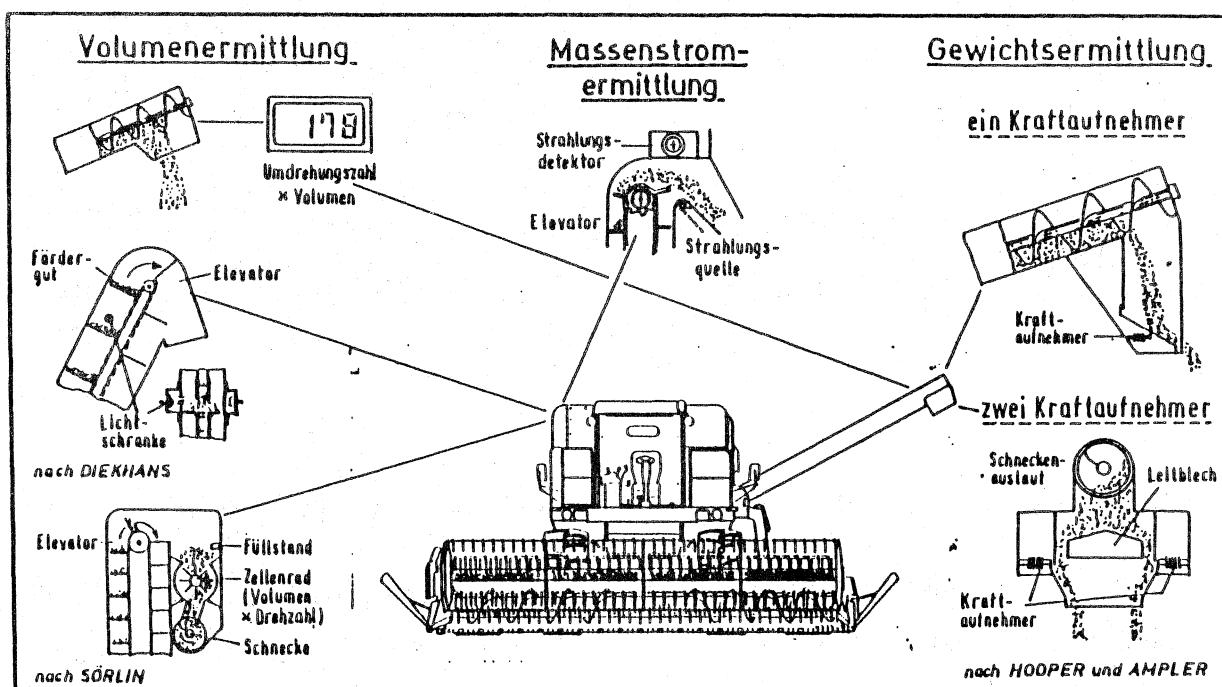 Volumenermittlung
178
Umdrehungszahl
× Volumen
Förder-
gut
Elevator
Licht-
schranke
nach DIEKHANS
Elevator
Füllstand
Zellenrad
(Volumen
× Drehzahl)
Schnecke
nach SÖRLIN
Massenstrom-
ermittlung
Strahlungs-
detektor
Elevator
Strahlungs-
quelle
Gewichtsermittlung
ein Kraftaufnehmer
Kraft-
aufnehmer
zwei Kraftaufnehmer
Schnecken-
auslauf
Leitblech
Kraft-
aufnehmer
nach HOOPER und AMPLER